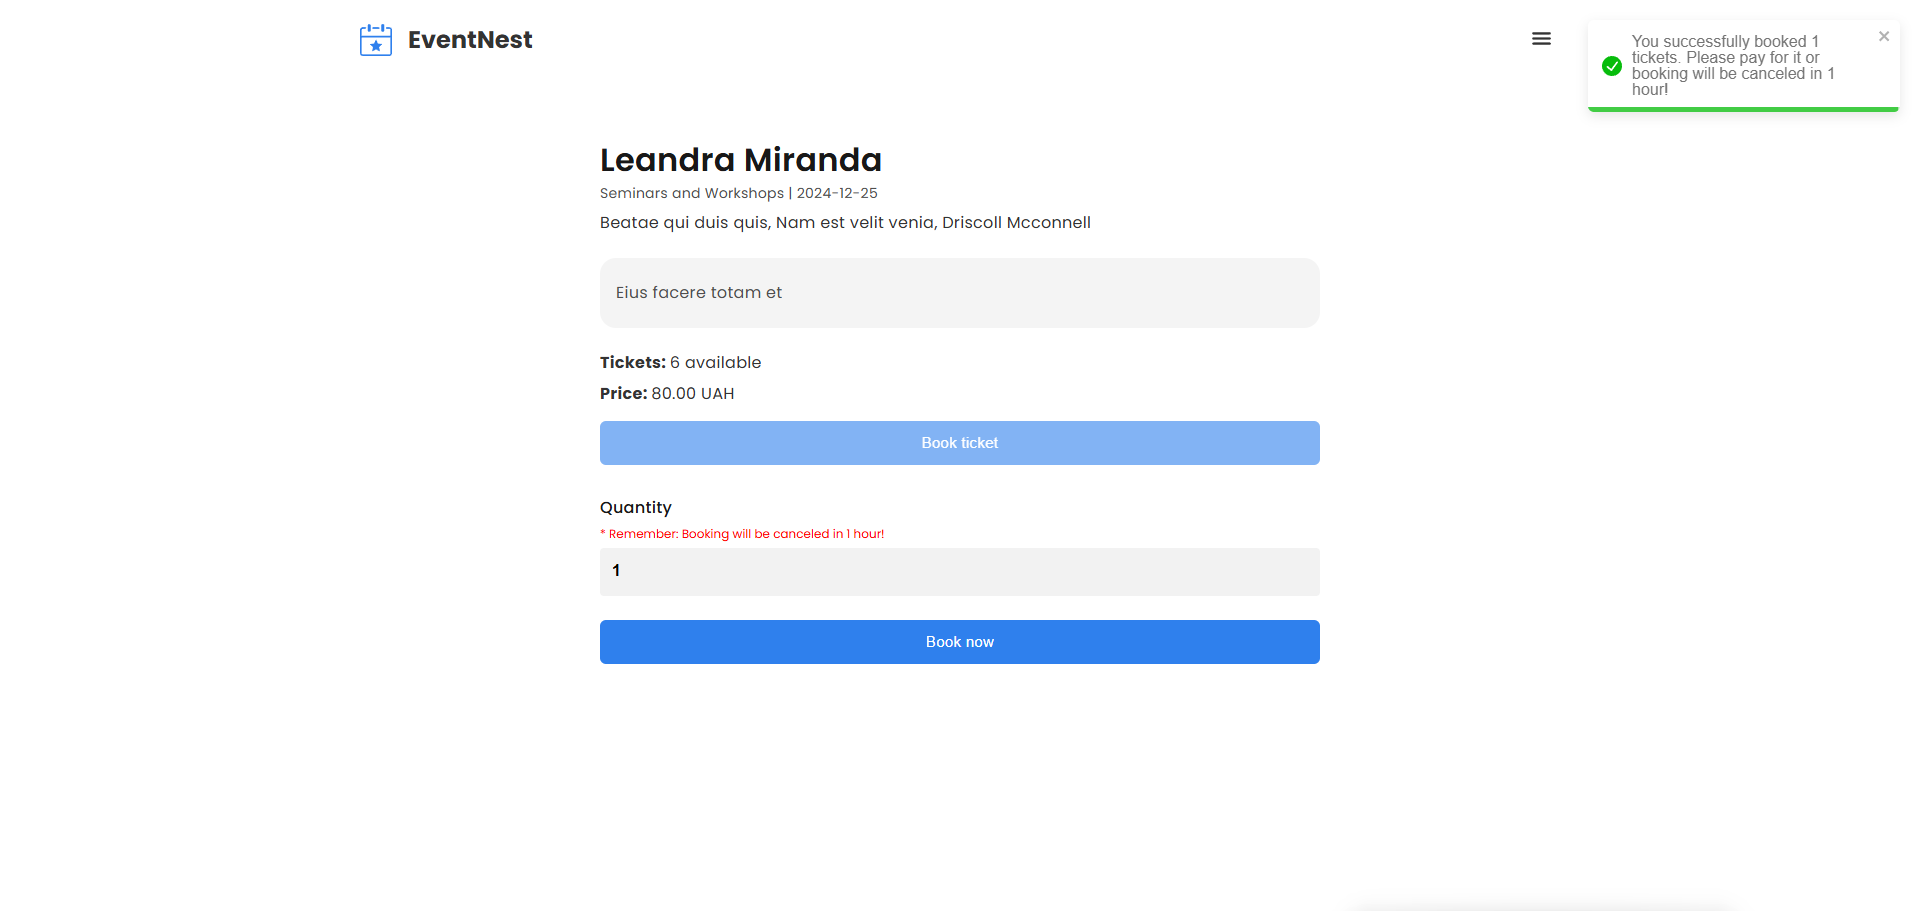 EventNest
You successfully booked 1
tickets. Please pay for it or
booking will be canceled in 1
hour!
Leandra Miranda
Seminars and Workshops | 2024-12-25
Beatae qui duis quis, Nam est velit venia, Driscoll Mcconnell
Eius facere totam et
Tickets: 6 available
Price: 80.00 UAH
Book ticket
Quantity
* Remember: Booking will be canceled in 1 hour!
1
Book now